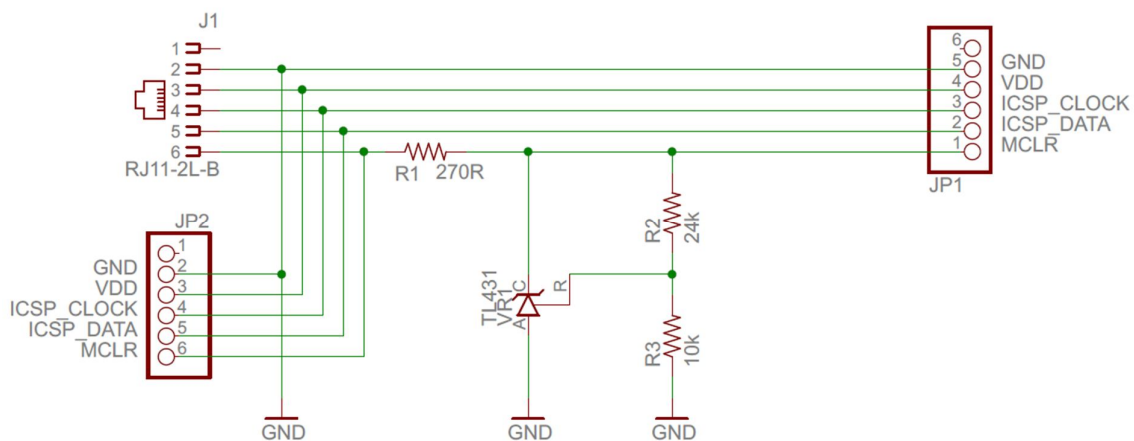 J1
1
2
3
4
5
6
RJ11-2L-B
R1
270R
JP2
1
GND
2
VDD
3
ICSP_CLOCK
4
ICSP_DATA
5
MCLR
6
GND
TL431
VR1
C
A
R
GND
R2
24k
R3
10k
GND
6
5
GND
4
VDD
3
ICSP_CLOCK
2
ICSP_DATA
1
MCLR
JP1